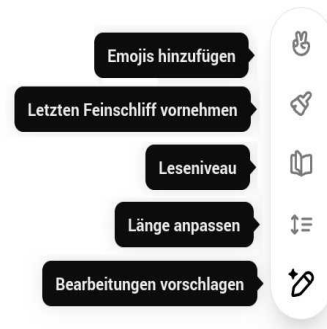 Emojis hinzufügen
Letzten Feinschliff vornehmen
Leseniveau
Länge anpassen
Bearbeitungen vorschlagen